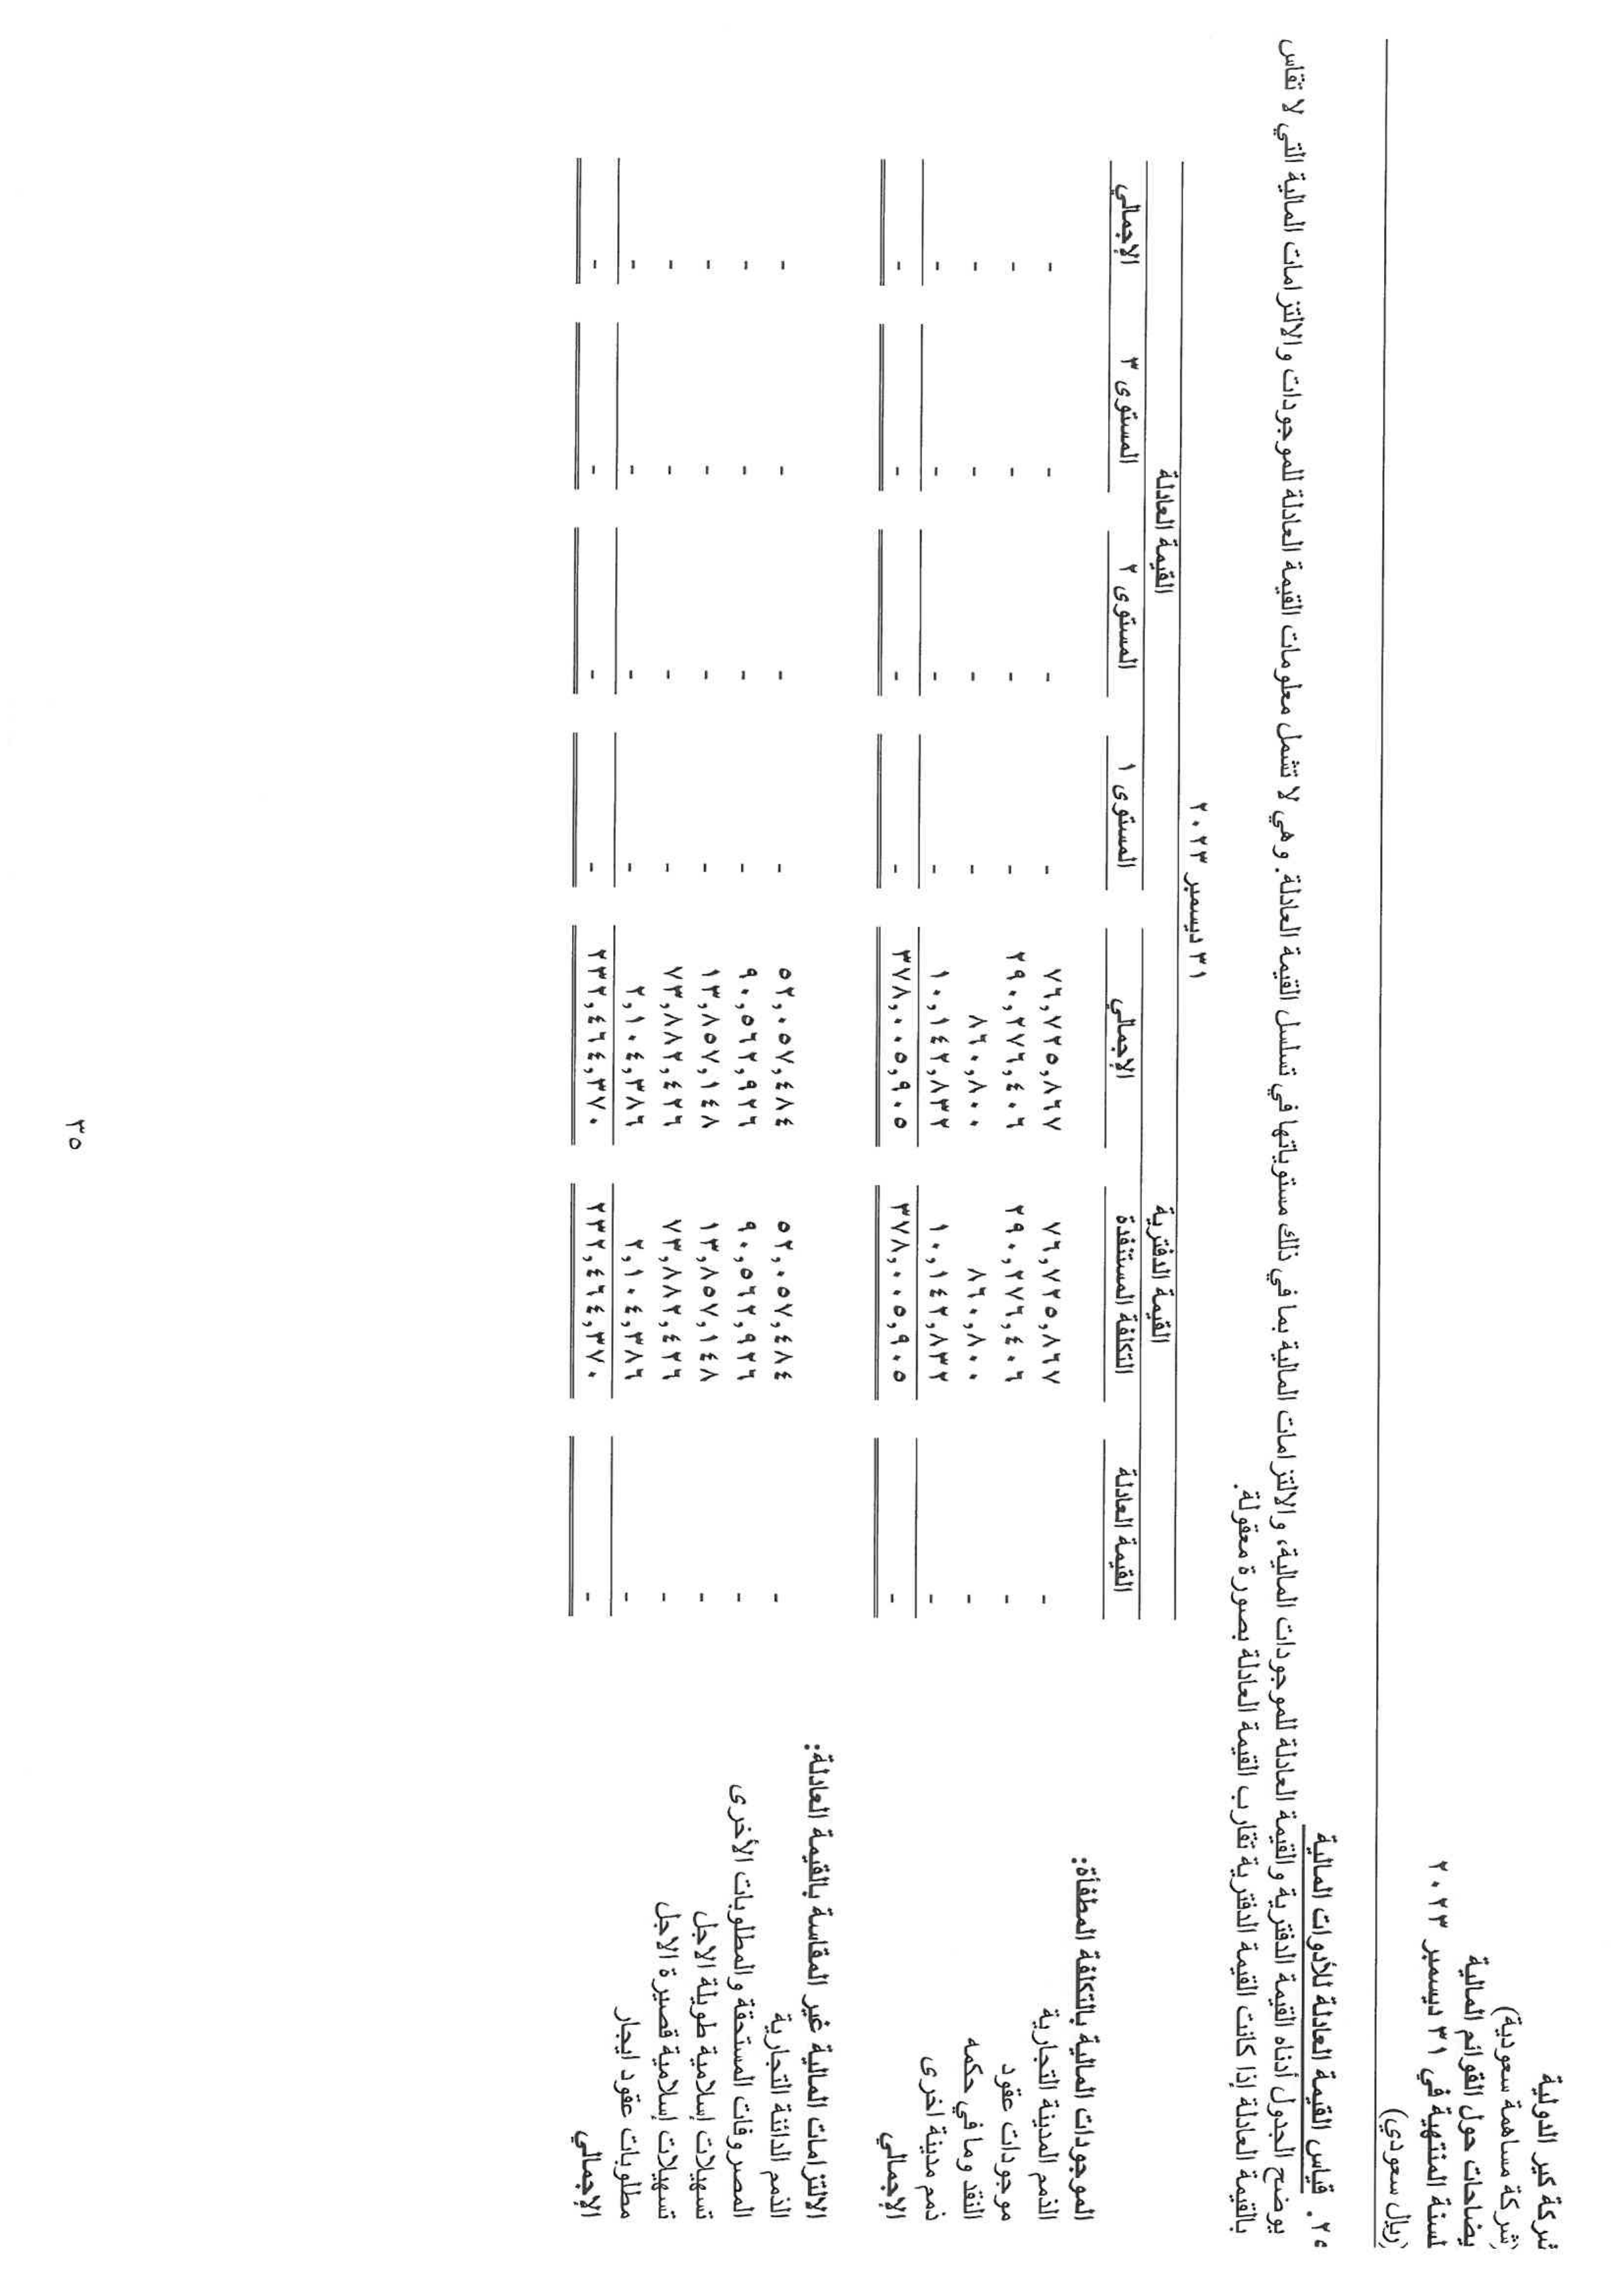 شركة كير الدولية
(شركة مساهمة سعودية)
إيضاحات حول القوائم المالية
لسنة المنتهية في ٣١ ديسمبر ٢٠٢٣
(ريال سعودي)
. قياس القيمة العادلة للأدوات المالية
يوضح الجدول أدناه القيمة الدفترية والقيمة العادلة للموجودات المالية، والالتزامات المالية بما في ذلك مستوياتها في تسلسل القيمة العادلة. وهي لا تشمل معلومات القيمة العادلة للموجودات والالتزامات المالية التي لا تقاس
بالقيمة العادلة إذا كانت القيمة الدفترية تقارب القيمة العادلة بصورة معقولة.
٣١ ديسمبر ٢٠٢٣
القيمة الدفترية القيمة العادلة
القيمة العادلة التكلفة المستنفدة الإجمالي المستوى ١ المستوى ٢ المستوى ٣ الإجمالي
الموجودات المالية بالتكلفة المطفأة:
الذمم المدينة التجارية - ٧٦,٧٢٥,٨٦٧ ٧٦,٧٢٥,٨٦٧ - - - -
موجودات عقود - ٢٩٠,٢٧٦,٤٠٦ ٢٩٠,٢٧٦,٤٠٦ - - - -
النقد وما في حكمه - ٨٦٠,٨٠٠ ٨٦٠,٨٠٠ - - - -
ذمم مدينة اخرى - ١٠,١٤٢,٨٣٢ ١٠,١٤٢,٨٣٢ - - - -
الإجمالي - ٣٧٨,٠٠٥,٩٠٥ ٣٧٨,٠٠٥,٩٠٥ - - - -
الالتزامات المالية غير المقاسة بالقيمة العادلة:
الذمم الدائنة التجارية - ٥٢,٠٥٧,٤٨٤ ٥٢,٠٥٧,٤٨٤ - - - -
المصروفات المستحقة والمطلوبات الأخرى - ٩٠,٥٦٢,٩٢٦ ٩٠,٥٦٢,٩٢٦ - - - -
تسهيلات إسلامية طويلة الاجل - ١٣,٨٥٧,١٤٨ ١٣,٨٥٧,١٤٨ - - - -
تسهيلات إسلامية قصيرة الاجل - ٧٣,٨٨٢,٤٢٦ ٧٣,٨٨٢,٤٢٦ - - - -
مطلوبات عقود ايجار - ٢,١٠٤,٣٨٦ ٢,١٠٤,٣٨٦ - - - -
الإجمالي - ٢٣٢,٤٦٤,٣٧٠ ٢٣٢,٤٦٤,٣٧٠ - - - -
٣٥